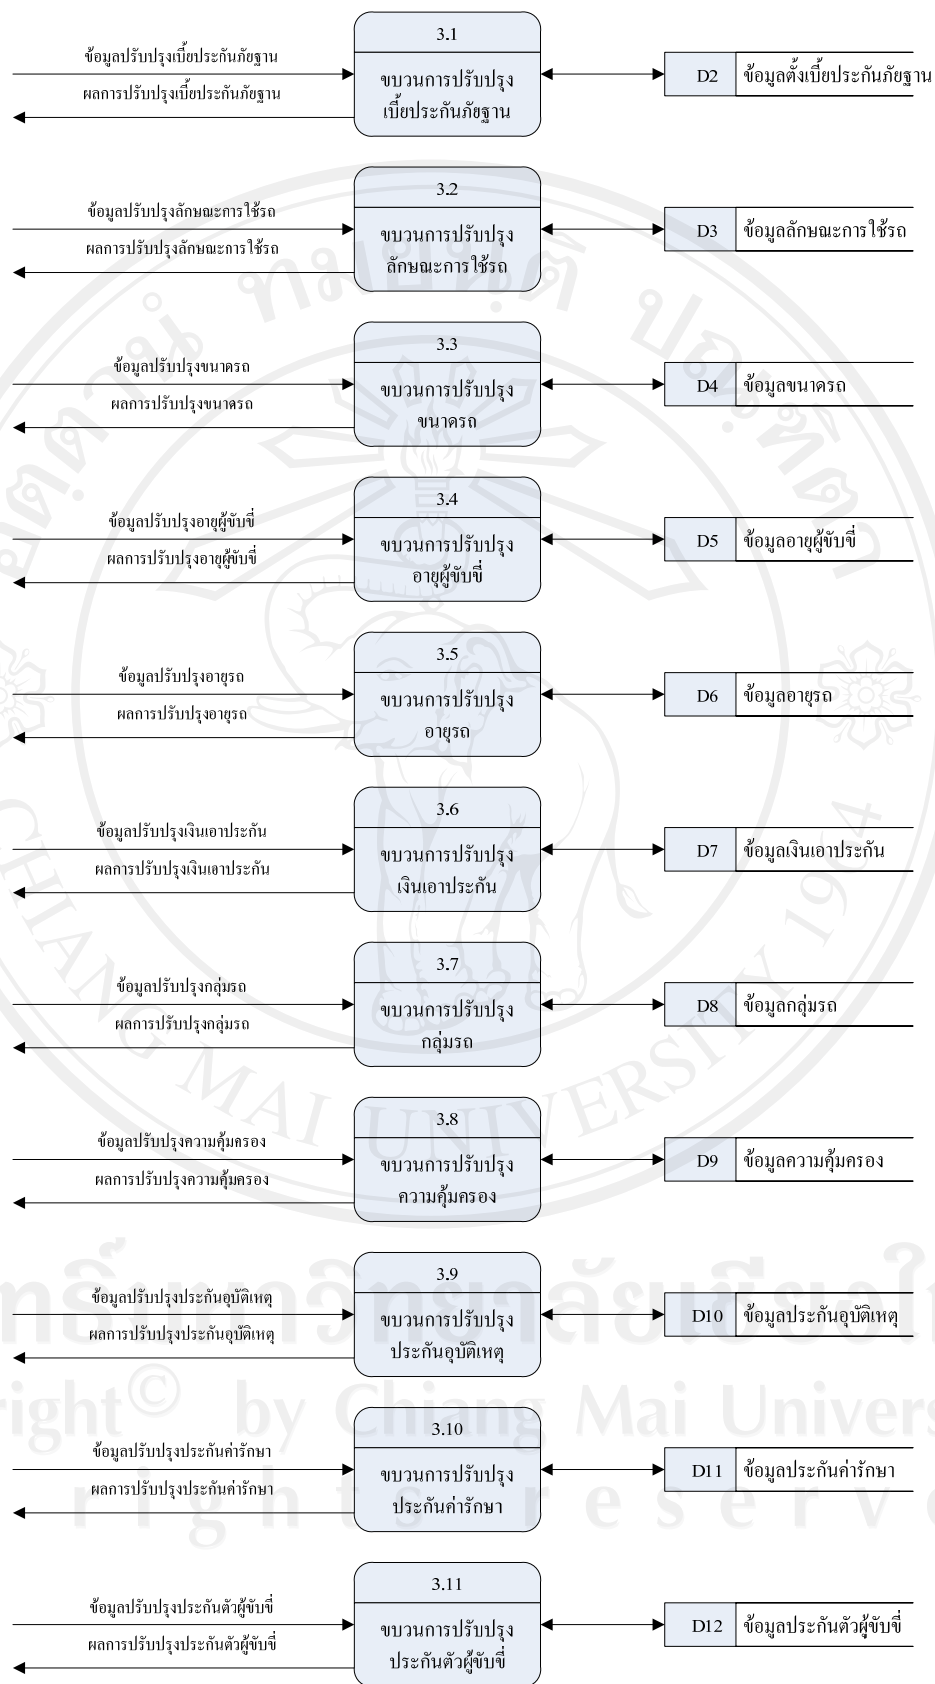 3.1
ข้อมูลปรับปรุงเบี้ยประกันภัยฐาน
ผลการปรับปรุงเบี้ยประกันภัยฐาน
ขบวนการปรับปรุง
เบี้ยประกันภัยฐาน
D2 ข้อมูลตั้งเบี้ยประกันภัยฐาน
3.2
ข้อมูลปรับปรุงลักษณะการใช้รถ
ผลการปรับปรุงลักษณะการใช้รถ
ขบวนการปรับปรุง
ลักษณะการใช้รถ
D3 ข้อมูลลักษณะการใช้รถ
3.3
ข้อมูลปรับปรุงขนาดรถ
ผลการปรับปรุงขนาดรถ
ขบวนการปรับปรุง
ขนาดรถ
D4 ข้อมูลขนาดรถ
3.4
ข้อมูลปรับปรุงอายุผู้ขับขี่
ผลการปรับปรุงอายุผู้ขับขี่
ขบวนการปรับปรุง
อายุผู้ขับขี่
D5 ข้อมูลอายุผู้ขับขี่
3.5
ข้อมูลปรับปรุงอายุรถ
ผลการปรับปรุงอายุรถ
ขบวนการปรับปรุง
อายุรถ
D6 ข้อมูลอายุรถ
3.6
ข้อมูลปรับปรุงเงินเอาประกัน
ผลการปรับปรุงเงินเอาประกัน
ขบวนการปรับปรุง
เงินเอาประกัน
D7 ข้อมูลเงินเอาประกัน
3.7
ข้อมูลปรับปรุงกลุ่มรถ
ผลการปรับปรุงกลุ่มรถ
ขบวนการปรับปรุง
กลุ่มรถ
D8 ข้อมูลกลุ่มรถ
3.8
ข้อมูลปรับปรุงความคุ้มครอง
ผลการปรับปรุงความคุ้มครอง
ขบวนการปรับปรุง
ความคุ้มครอง
D9 ข้อมูลความคุ้มครอง
3.9
ข้อมูลปรับปรุงประกันอุบัติเหตุ
ผลการปรับปรุงประกันอุบัติเหตุ
ขบวนการปรับปรุง
ประกันอุบัติเหตุ
D10 ข้อมูลประกันอุบัติเหตุ
3.10
ข้อมูลปรับปรุงประกันค่ารักษา
ผลการปรับปรุงประกันค่ารักษา
ขบวนการปรับปรุง
ประกันค่ารักษา
D11 ข้อมูลประกันค่ารักษา
3.11
ข้อมูลปรับปรุงประกันตัวผู้ขับขี่
ผลการปรับปรุงประกันตัวผู้ขับขี่
ขบวนการปรับปรุง
ประกันตัวผู้ขับขี่
D12 ข้อมูลประกันตัวผู้ขับขี่
CHIANG MAI UNIVERSITY 1964
by Chiang Mai
rights